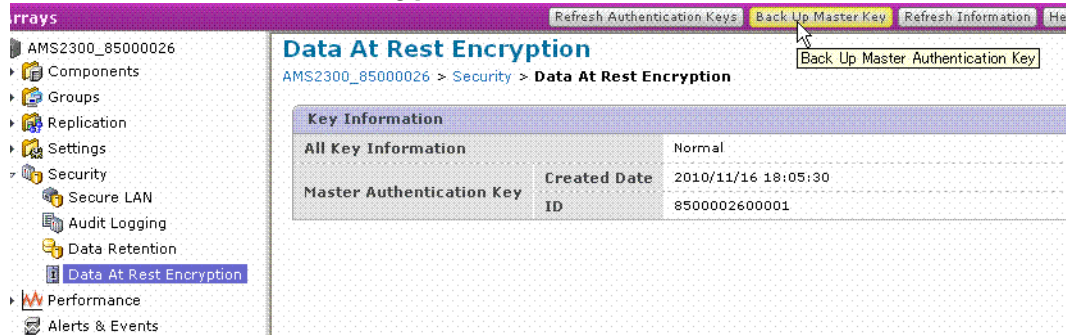 rrays
Refresh Authentication Keys Back Up Master Key Refresh Information He
Back Up Master Authentication Key
AMS2300_85000026
Components
Groups
Replication
Settings
Security
Secure LAN
Audit Logging
Data Retention
Data At Rest Encryption
Performance
Alerts & Events
Data At Rest Encryption
AMS2300_85000026 > Security > Data At Rest Encryption
Key Information
All Key Information Normal
Master Authentication Key Created Date 2010/11/16 18:05:30
ID 8500002600001